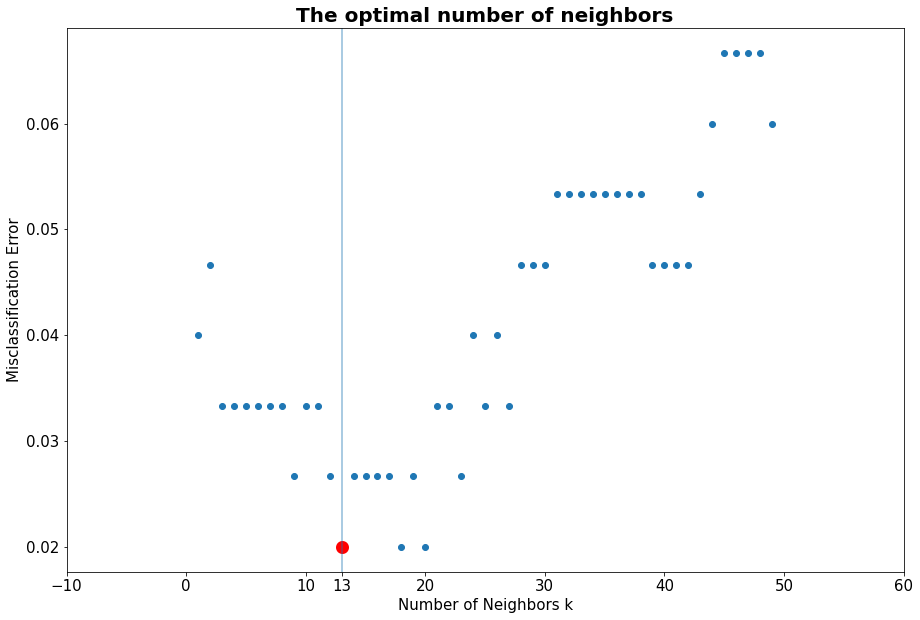 The optimal number of neighbors
Misclassification Error
0.06
0.05
0.04
0.03
0.02
−10 0 10 13 20 30 40 50 60
Number of Neighbors k